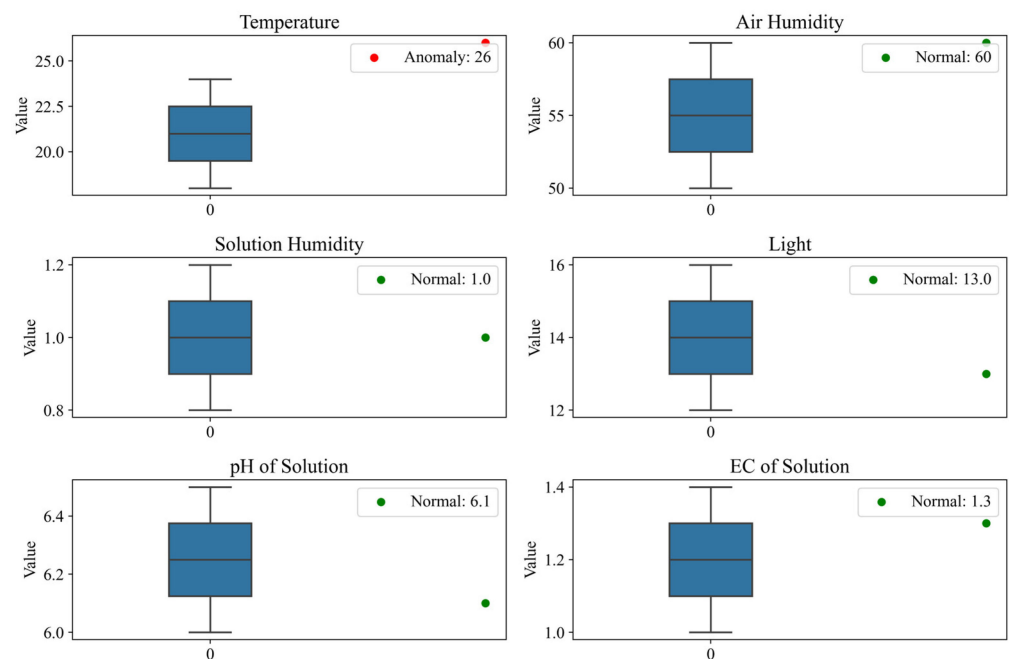 Temperature
25.0
22.5
20.0
Value
0
Anomaly: 26
Air Humidity
60
55
50
Value
0
Normal: 60
Solution Humidity
1.2
1.0
0.8
Value
0
Normal: 1.0
Light
16
14
12
Value
0
Normal: 13.0
pH of Solution
6.4
6.2
6.0
Value
0
Normal: 6.1
EC of Solution
1.4
1.2
1.0
Value
0
Normal: 1.3